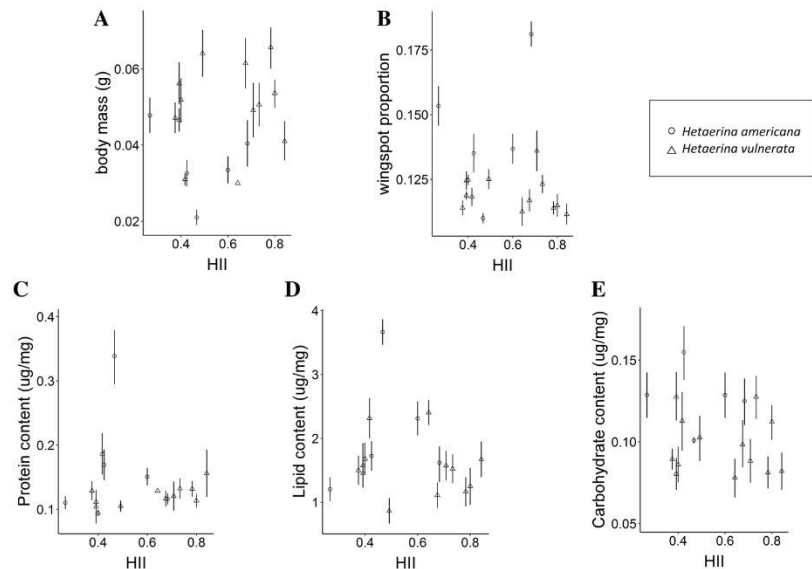 A
body mass (g)
0.06
0.04
0.02
0.4
0.6
0.8
HII
B
wingspot proportion
0.175
0.150
0.125
0.4
0.6
0.8
HII
Hetaerina americana
Hetaerina vulnerata
C
Protein content (ug/mg)
0.4
0.3
0.2
0.1
0.4
0.6
0.8
HII
D
Lipid content (ug/mg)
4
3
2
1
0.4
0.6
0.8
HII
E
Carbohydrate content (ug/mg)
0.15
0.10
0.05
0.4
0.6
0.8
HII